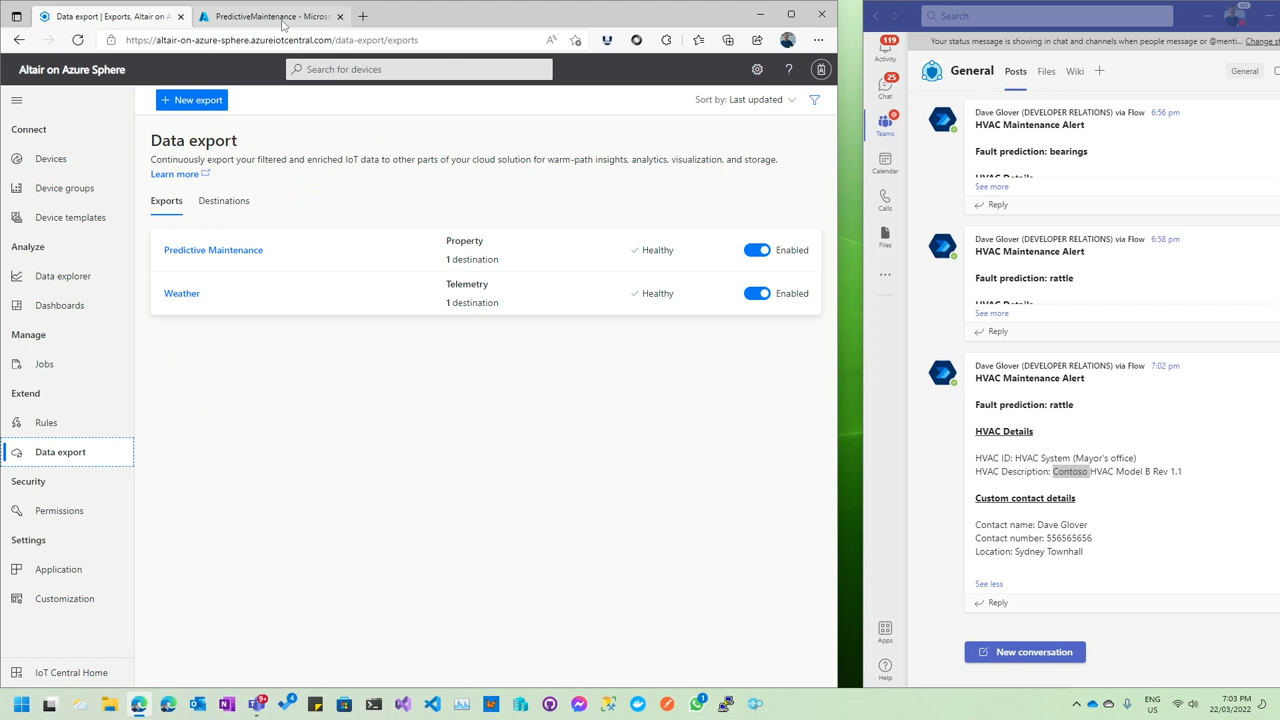 Data export | Exports, Altair on A
PredictiveMaintenance - Microso
https://altair-on-azure-sphere.azureiotcentral.com/data-export/exports
Altair on Azure Sphere
Search for devices
Connect
Devices
Device groups
Device templates
Analyze
Data explorer
Dashboards
Manage
Jobs
Extend
Rules
Data export
Security
Permissions
Settings
Application
Customization
IoT Central Home
New export
Sort by: Last updated
Data export
Continuously export your filtered and enriched IoT data to other parts of your cloud solution for warm-path insights, analytics, visualization, and storage.
Learn more
Exports
Destinations
Predictive Maintenance
Property
1 destination
Healthy
Enabled
Weather
Telemetry
1 destination
Healthy
Enabled
Search
Your status message is showing in chat and channels when people message or @menti... Change st
119
Activity
25
Chat
@
Teams
Calendar
Calls
Files
Apps
Help
General
Posts
Files
Wiki
General
Dave Glover (DEVELOPER RELATIONS) via Flow 6:56 pm
HVAC Maintenance Alert
Fault prediction: bearings
HVAC Details
See more
Reply
Dave Glover (DEVELOPER RELATIONS) via Flow 6:58 pm
HVAC Maintenance Alert
Fault prediction: rattle
HVAC Details
See more
Reply
Dave Glover (DEVELOPER RELATIONS) via Flow 7:02 pm
HVAC Maintenance Alert
Fault prediction: rattle
HVAC Details
HVAC ID: HVAC System (Mayor's office)
HVAC Description: Contoso HVAC Model B Rev 1.1
Custom contact details
Contact name: Dave Glover
Contact number: 556565656
Location: Sydney Townhall
See less
Reply
New conversation
9+
4
1
ENG
US
7:03 PM
22/03/2022